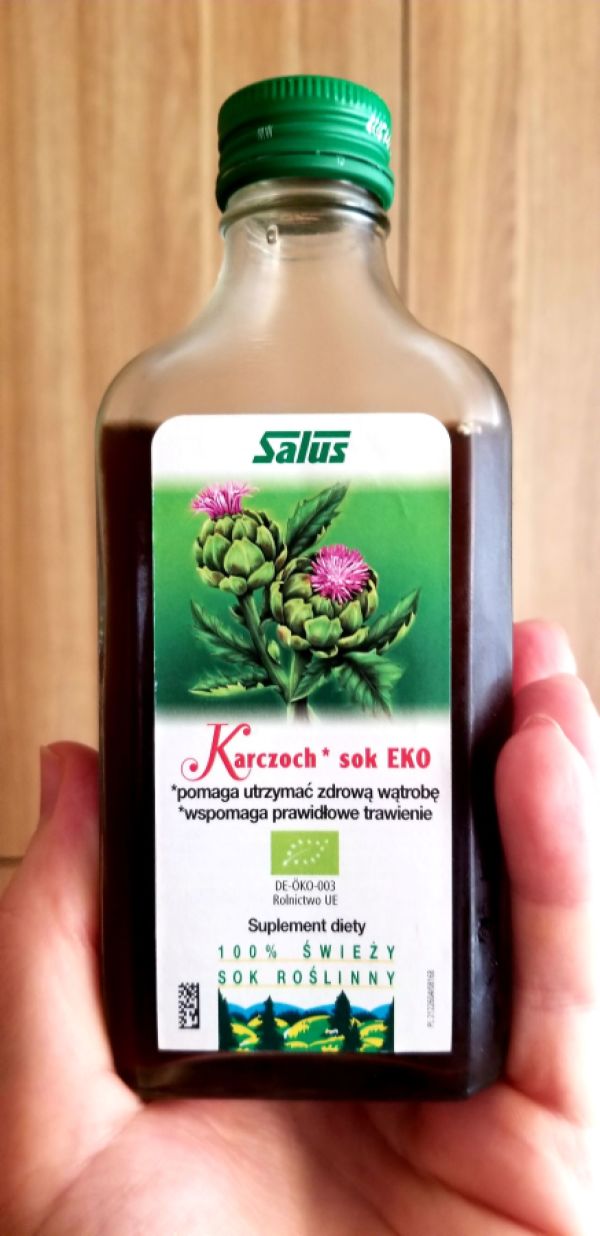 Salus
Karczoch* sok EKO
*pomaga utrzymać zdrową wątrobę
*wspomaga prawidłowe trawienie
DE-ÖKO-003
Rolnictwo UE
Suplement diety
100% ŚWIEŻY
SOK ROŚLINNY